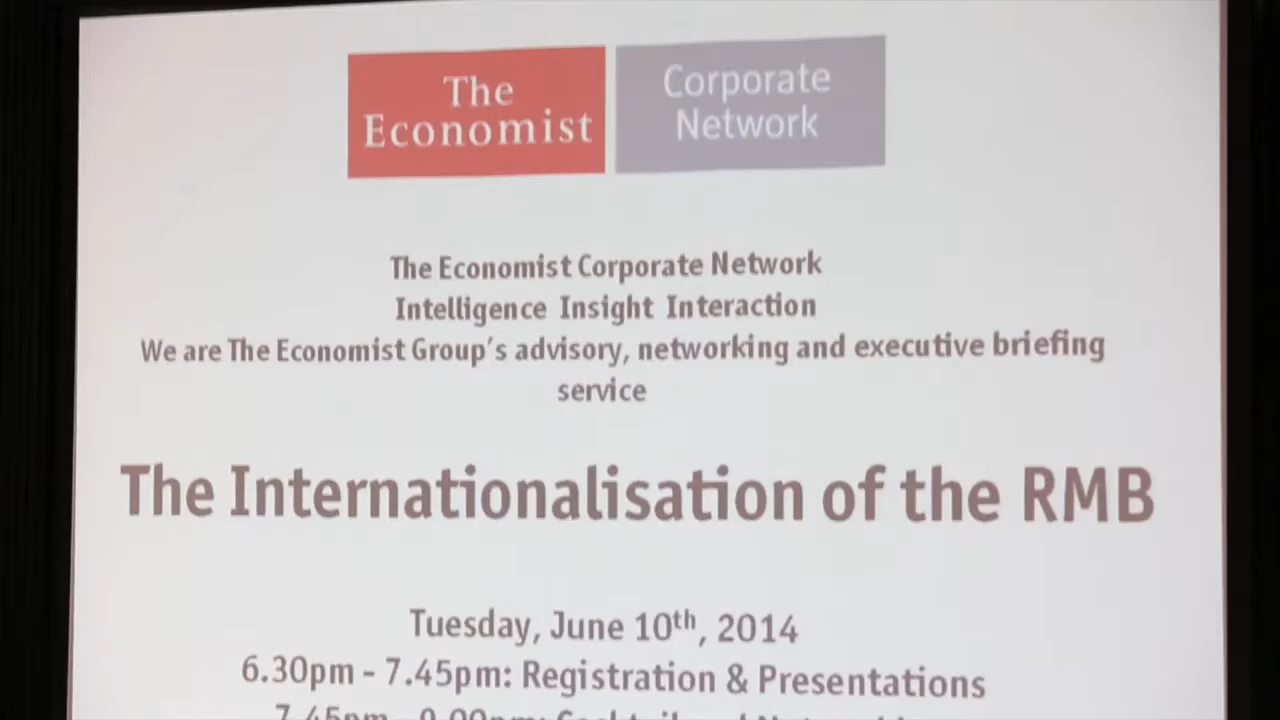 The
Economist
Corporate
Network
The Economist Corporate Network
Intelligence Insight Interaction
We are The Economist Group's advisory, networking and executive briefing
service
The Internationalisation of the RMB
Tuesday, June 10th, 2014
6.30pm - 7.45pm: Registration & Presentations